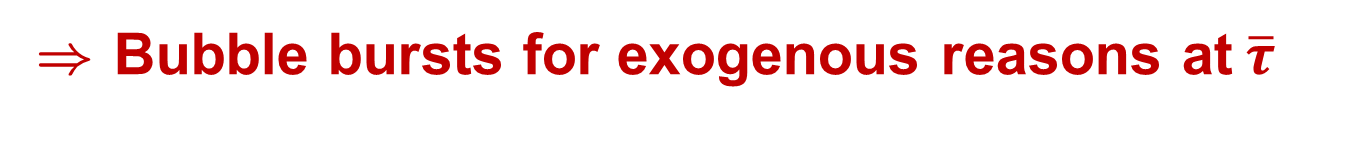 ⇒ Bubble bursts for exogenous reasons at τ̄